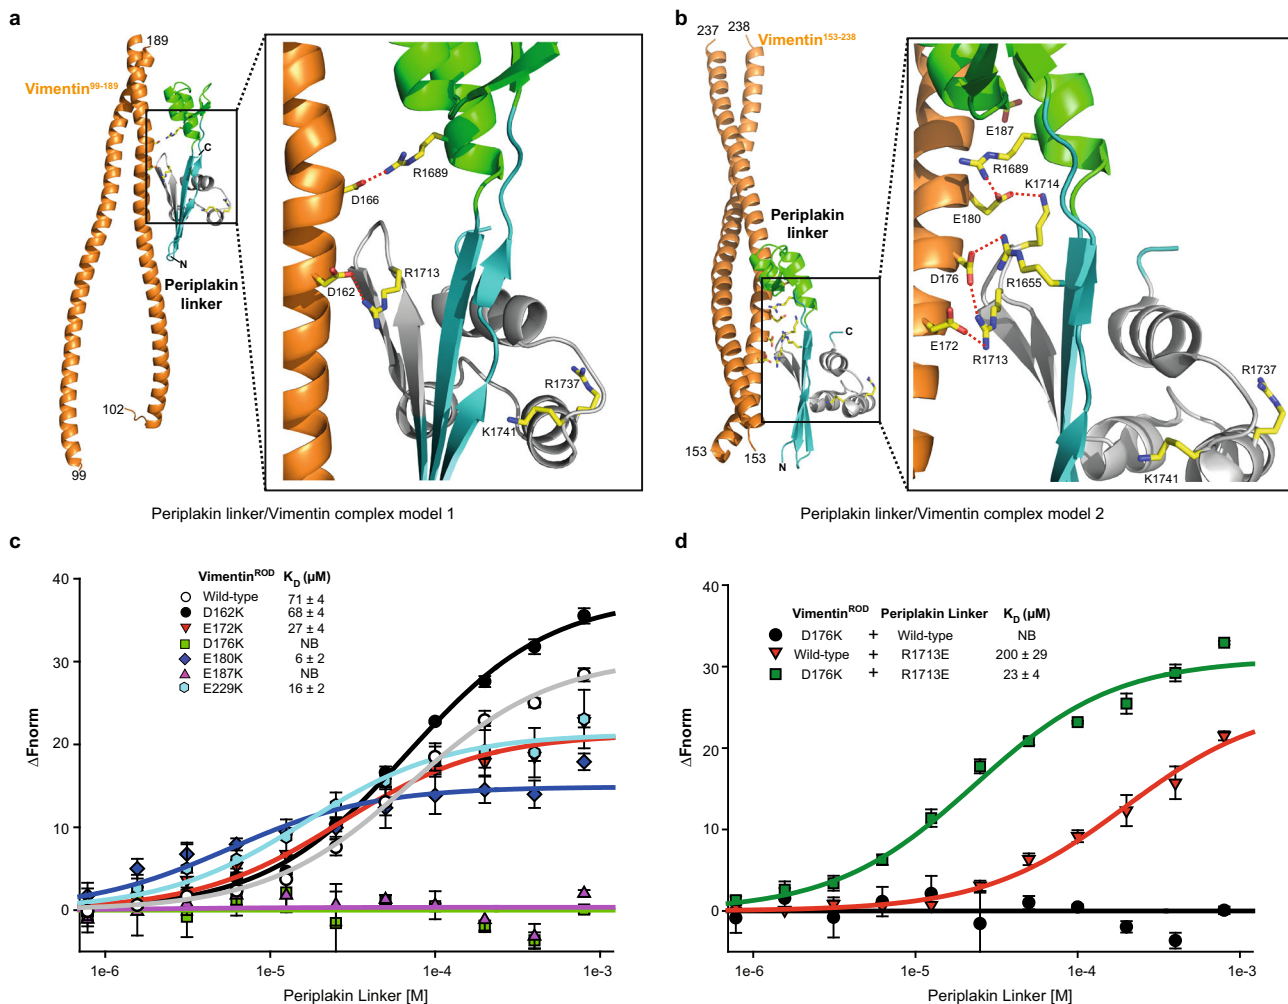 a
189
Vimentin99-189
C
N
Periplakin
linker
102
99
R1689
D166
R1713
D162
R1737
K1741
Periplakin linker/Vimentin complex model 1
b
237
238
Vimentin153-238
Periplakin
linker
C
N
153
153
E187
R1689
K1714
E180
D176
R1655
E172
R1713
R1737
K1741
Periplakin linker/Vimentin complex model 2
c
VimentinROD KD (μM)
Wild-type 71 ± 4
D162K 68 ± 4
E172K 27 ± 4
D176K NB
E180K 6 ± 2
E187K NB
E229K 16 ± 2
40
30
20
10
0
ΔFnorm
1e-6 1e-5 1e-4 1e-3
Periplakin Linker [M]
d
VimentinROD Periplakin Linker KD (μM)
D176K + Wild-type NB
Wild-type + R1713E 200 ± 29
D176K + R1713E 23 ± 4
40
30
20
10
0
ΔFnorm
1e-6 1e-5 1e-4 1e-3
Periplakin Linker [M]